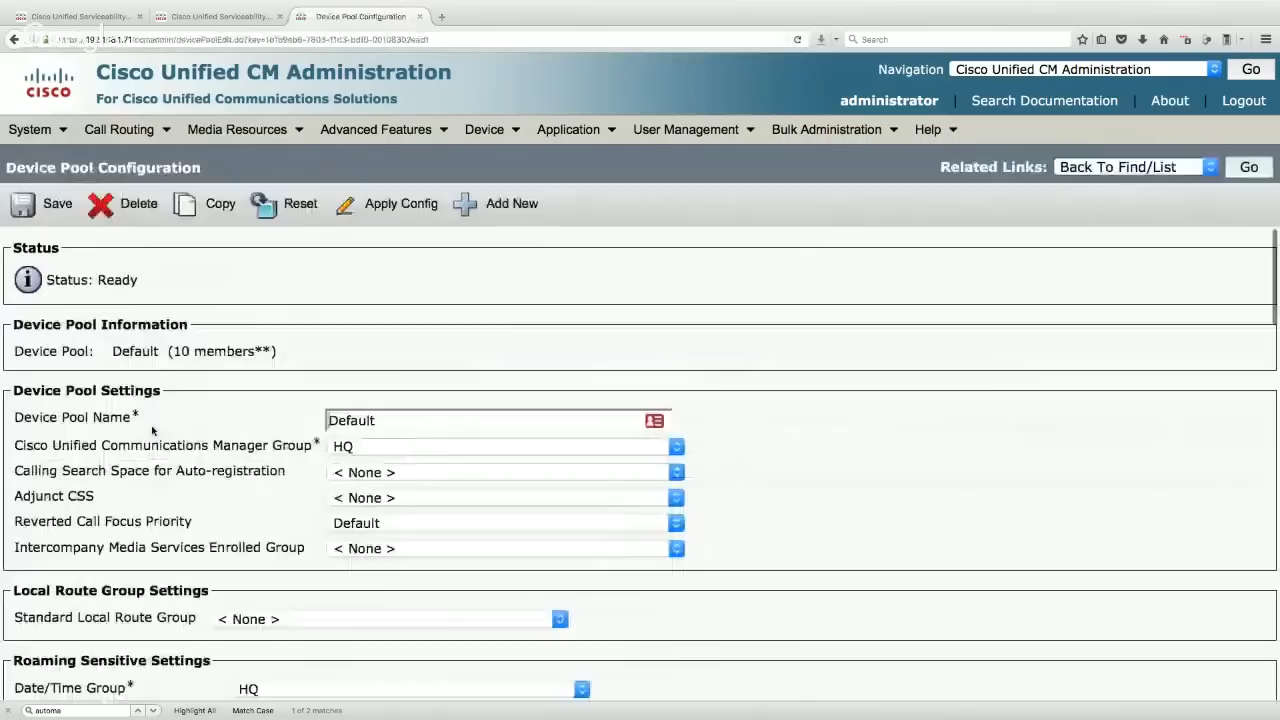 Cisco Unified Serviceability... × Cisco Unified Serviceability... × Device Pool Configuration × +
Search
CISCO
Cisco Unified CM Administration
For Cisco Unified Communications Solutions
Navigation Cisco Unified CM Administration Go
administrator | Search Documentation | About | Logout
System Call Routing Media Resources Advanced Features Device Application User Management Bulk Administration Help
Device Pool Configuration
Related Links: Back To Find/List Go
Save Delete Copy Reset Apply Config Add New
Status
Status: Ready
Device Pool Information
Device Pool: Default (10 members**)
Device Pool Settings
Device Pool Name* Default
Cisco Unified Communications Manager Group* HQ
Calling Search Space for Auto-registration < None >
Adjunct CSS < None >
Reverted Call Focus Priority Default
Intercompany Media Services Enrolled Group < None >
Local Route Group Settings
Standard Local Route Group < None >
Roaming Sensitive Settings
Date/Time Group* HQ
× automa Highlight All Match Case 1 of 2 matches